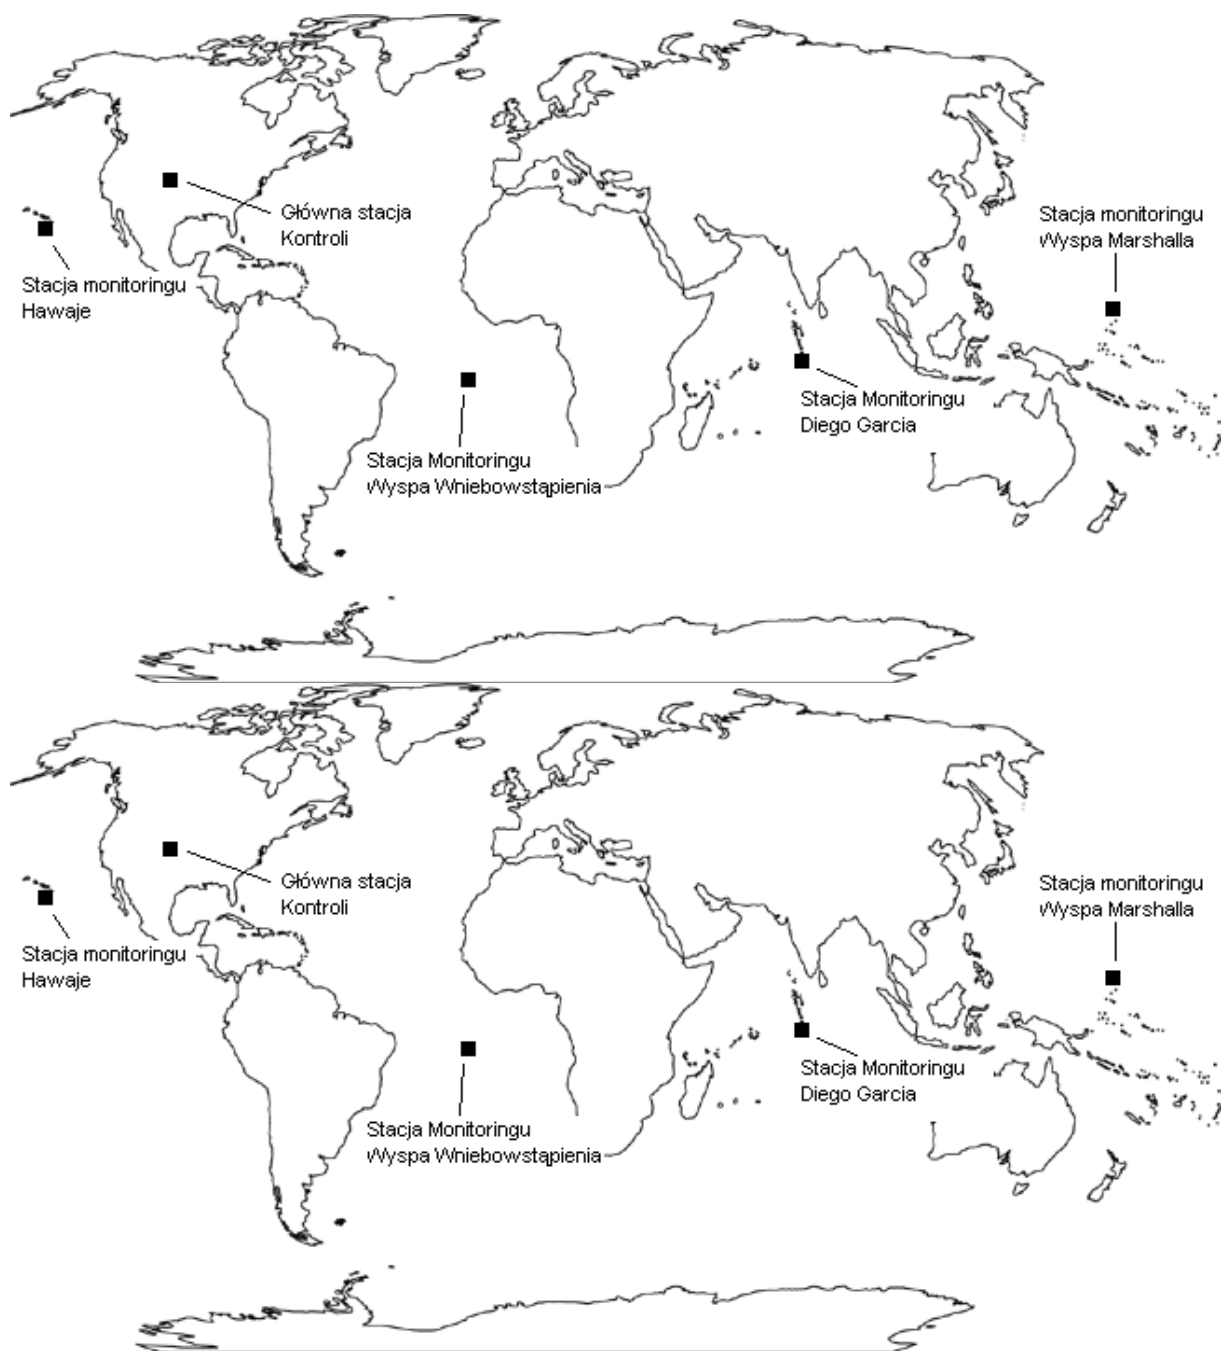 Główna stacja
Kontroli
Stacja monitoringu
Wyspa Marshalla
Stacja monitoringu
Hawaje
Stacja Monitoringu
Diego Garcia
Stacja Monitoringu
Wyspa Wniebowstąpienia
Główna stacja
Kontroli
Stacja monitoringu
Wyspa Marshalla
Stacja monitoringu
Hawaje
Stacja Monitoringu
Diego Garcia
Stacja Monitoringu
Wyspa Wniebowstąpienia